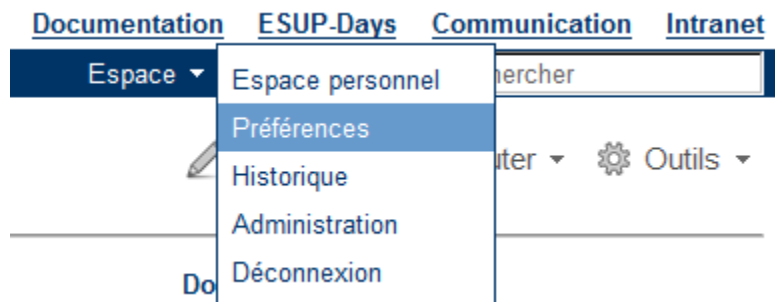 Documentation ESUP-Days Communication Intranet
Espace
Espace personnel
Préférences
Outils
Historique
Administration
Déconnexion